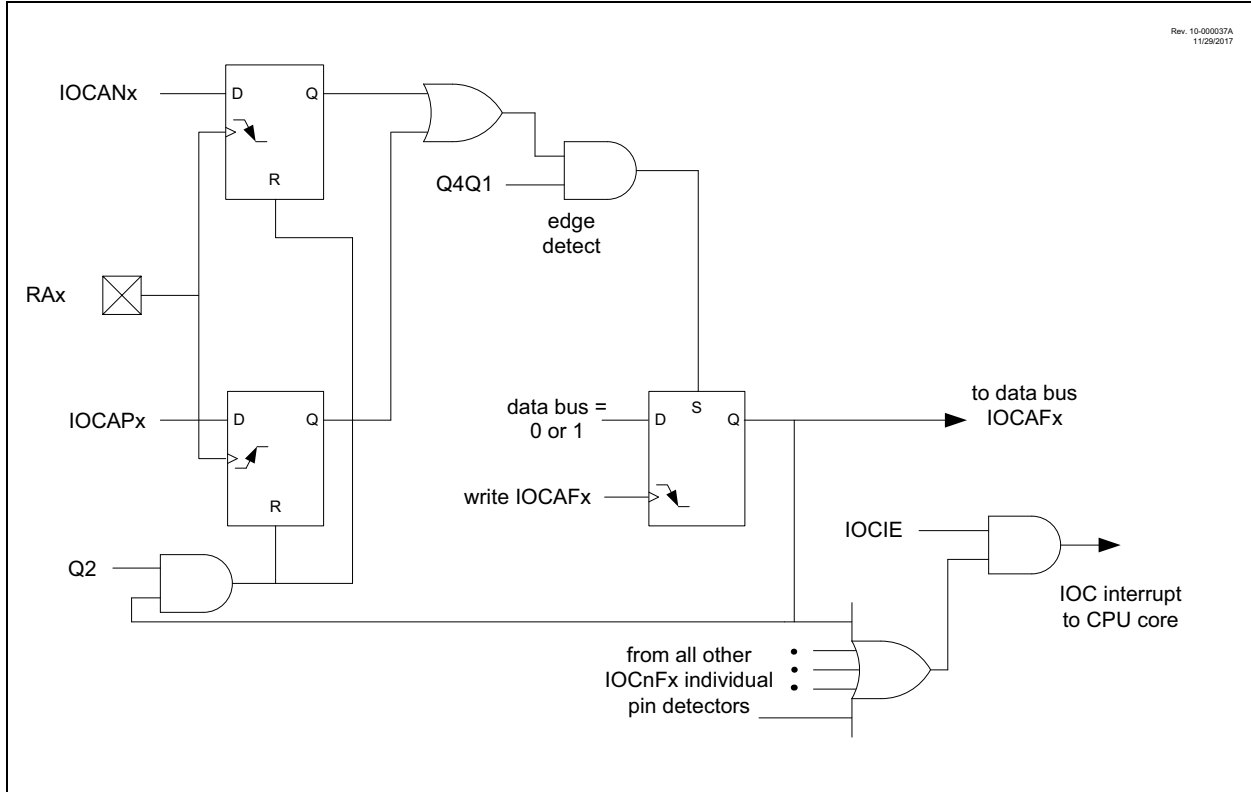 Rev. 10-000037A
11/29/2017
IOCANx
D
Q
R
Q4Q1
edge
detect
RAx
IOCAPx
D
Q
R
data bus =
0 or 1
D
S
Q
to data bus
IOCAFx
write IOCAFx
IOCIE
Q2
IOC interrupt
to CPU core
from all other
IOCnFx individual
pin detectors